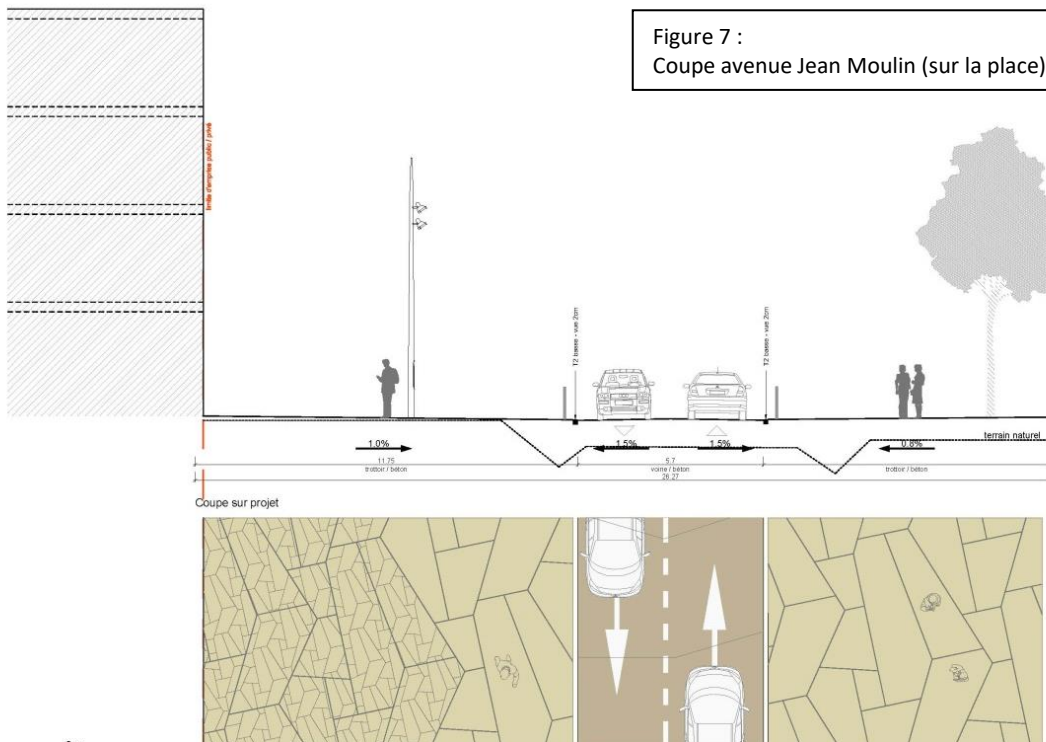 Figure 7 :
Coupe avenue Jean Moulin (sur la place)
limite d'emprise public / privé
T2 basse - vue 2cm
T2 basse - vue 2cm
terrain naturel
1.0%
1.5%
1.5%
0.8%
11.75
5.7
trottoir / béton
voirie / béton
trottoir / béton
26.27
Coupe sur projet